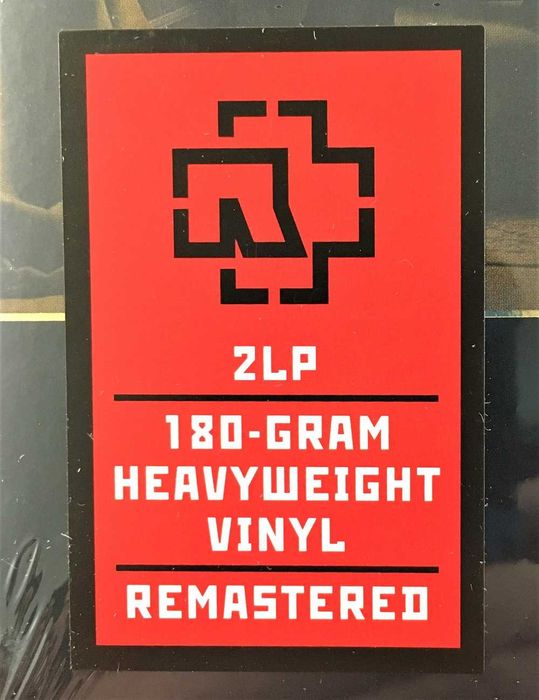 2LP
180-GRAM
HEAVYWEIGHT
VINYL
REMASTERED